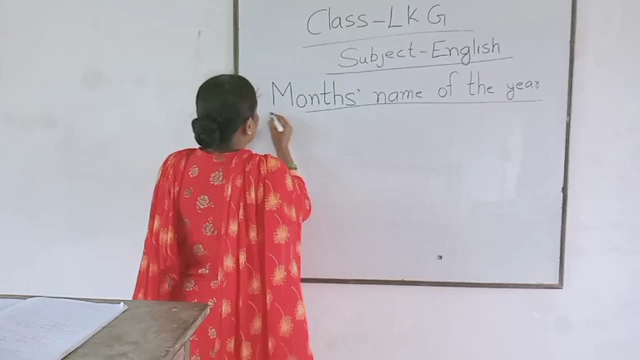 Class-LKG
Subject-English
Months' name of the year